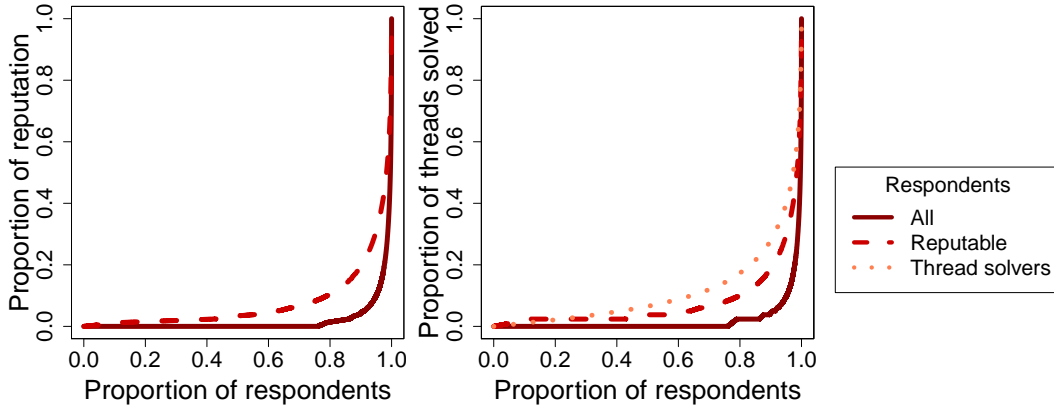 Proportion of reputation
1.0
0.8
0.6
0.4
0.2
0.0
0.0 0.2 0.4 0.6 0.8 1.0
Proportion of respondents
Proportion of threads solved
1.0
0.8
0.6
0.4
0.2
0.0
0.0 0.2 0.4 0.6 0.8 1.0
Proportion of respondents
Respondents
All
Reputable
Thread solvers